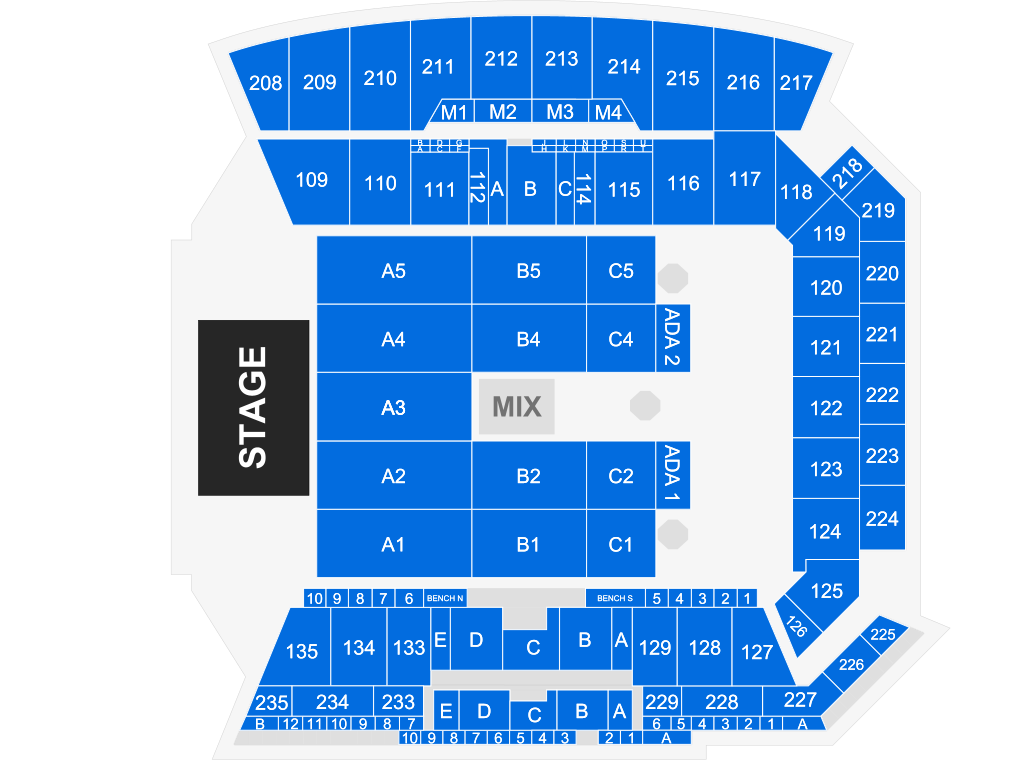 208 209 210 211 212 213 214 215 216 217
M1 M2 M3 M4
B D G J L N O S U
A C F H K M P R T
109 110 111 112 A B C 114 115 116 117 118
218
219
119
A5 B5 C5
220
120
A4 B4 C4 ADA 2
221
121
STAGE
A3 MIX
222
122
A2 B2 C2 ADA 1
223
123
224
124
A1 B1 C1
125
126
10 9 8 7 6 BENCH N BENCH S 5 4 3 2 1
135 134 133 E D C B A 129 128 127
225
226
235 234 233 E D C B A 229 228 227
B 12 11 10 9 8 7 6 5 4 3 2 1 A
10 9 8 7 6 5 4 3 2 1 A